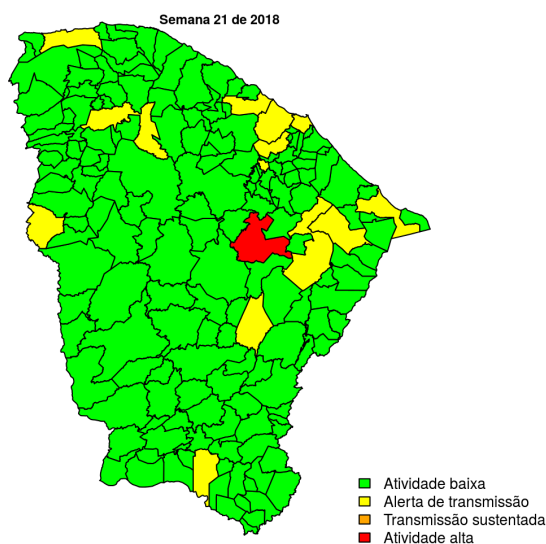 Semana 21 de 2018
Atividade baixa
Alerta de transmissão
Transmissão sustentada
Atividade alta